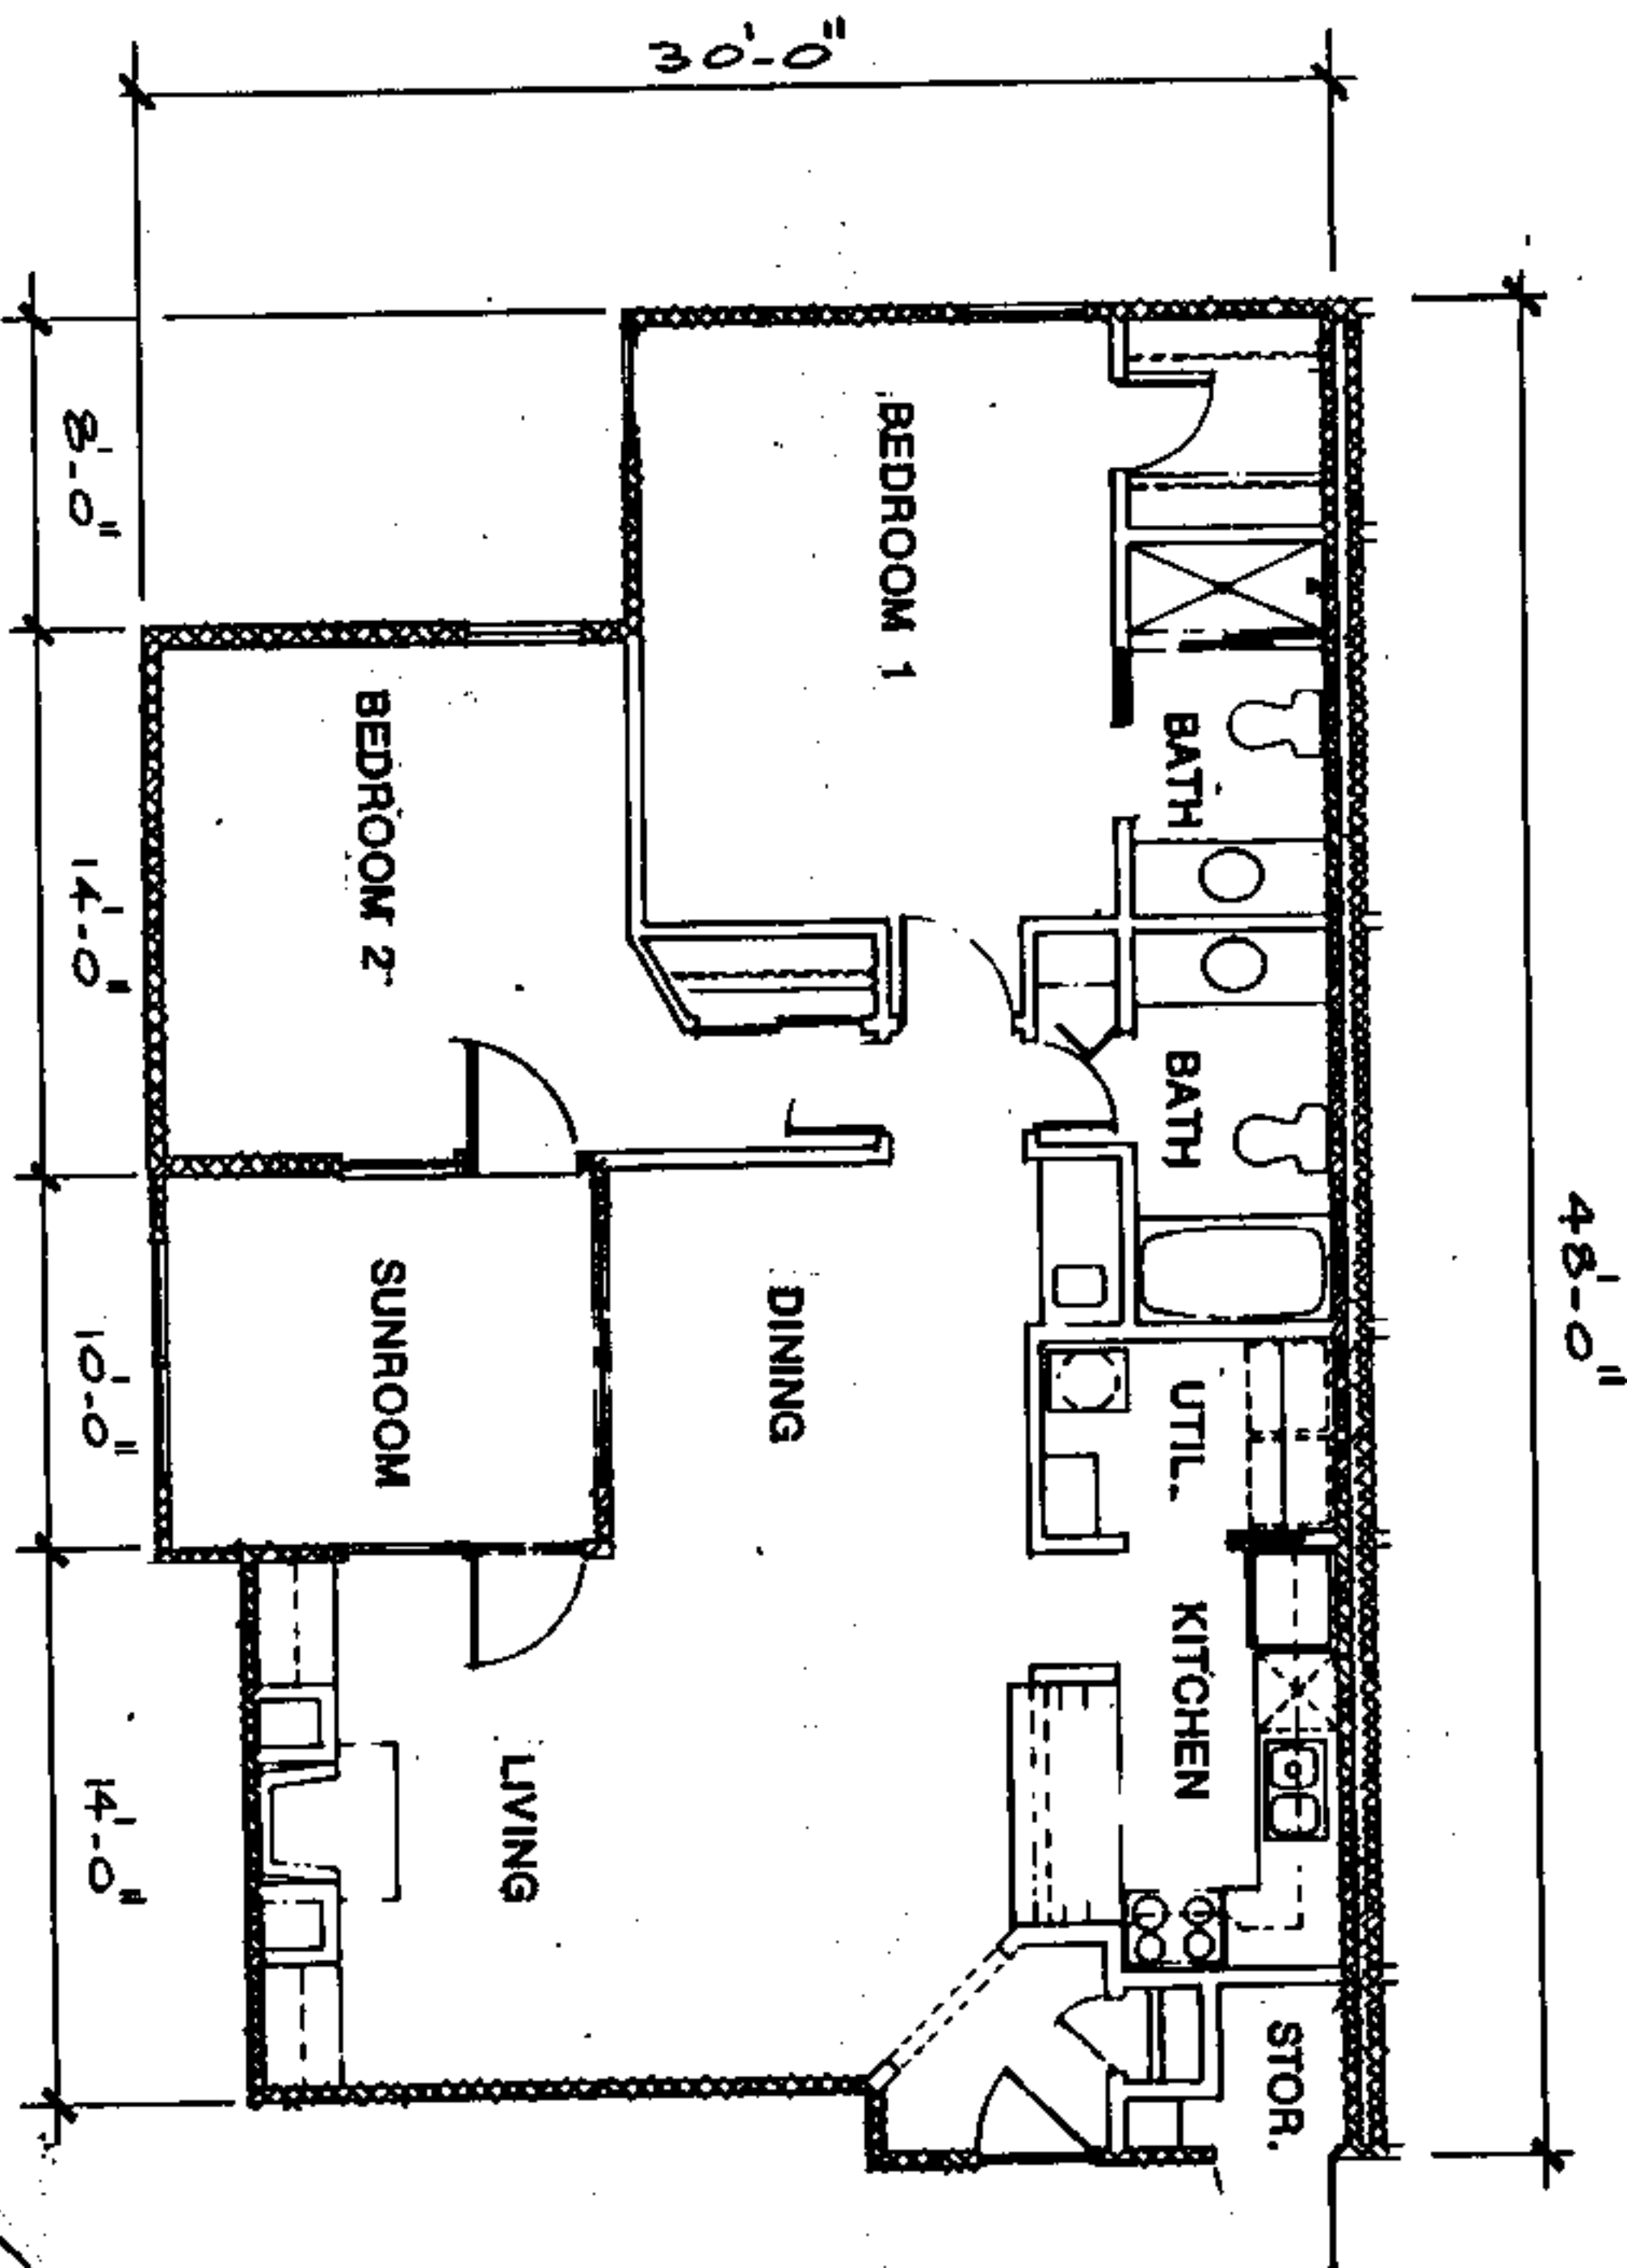 48'-0"
30'-0"
BATH
BATH
UTIL.
KITCHEN
STOR.
BEDROOM 1
DINING
LIVING
BEDROOM 2
SUNROOM
8'-0"
14'-0"
10'-0"
14'-0"